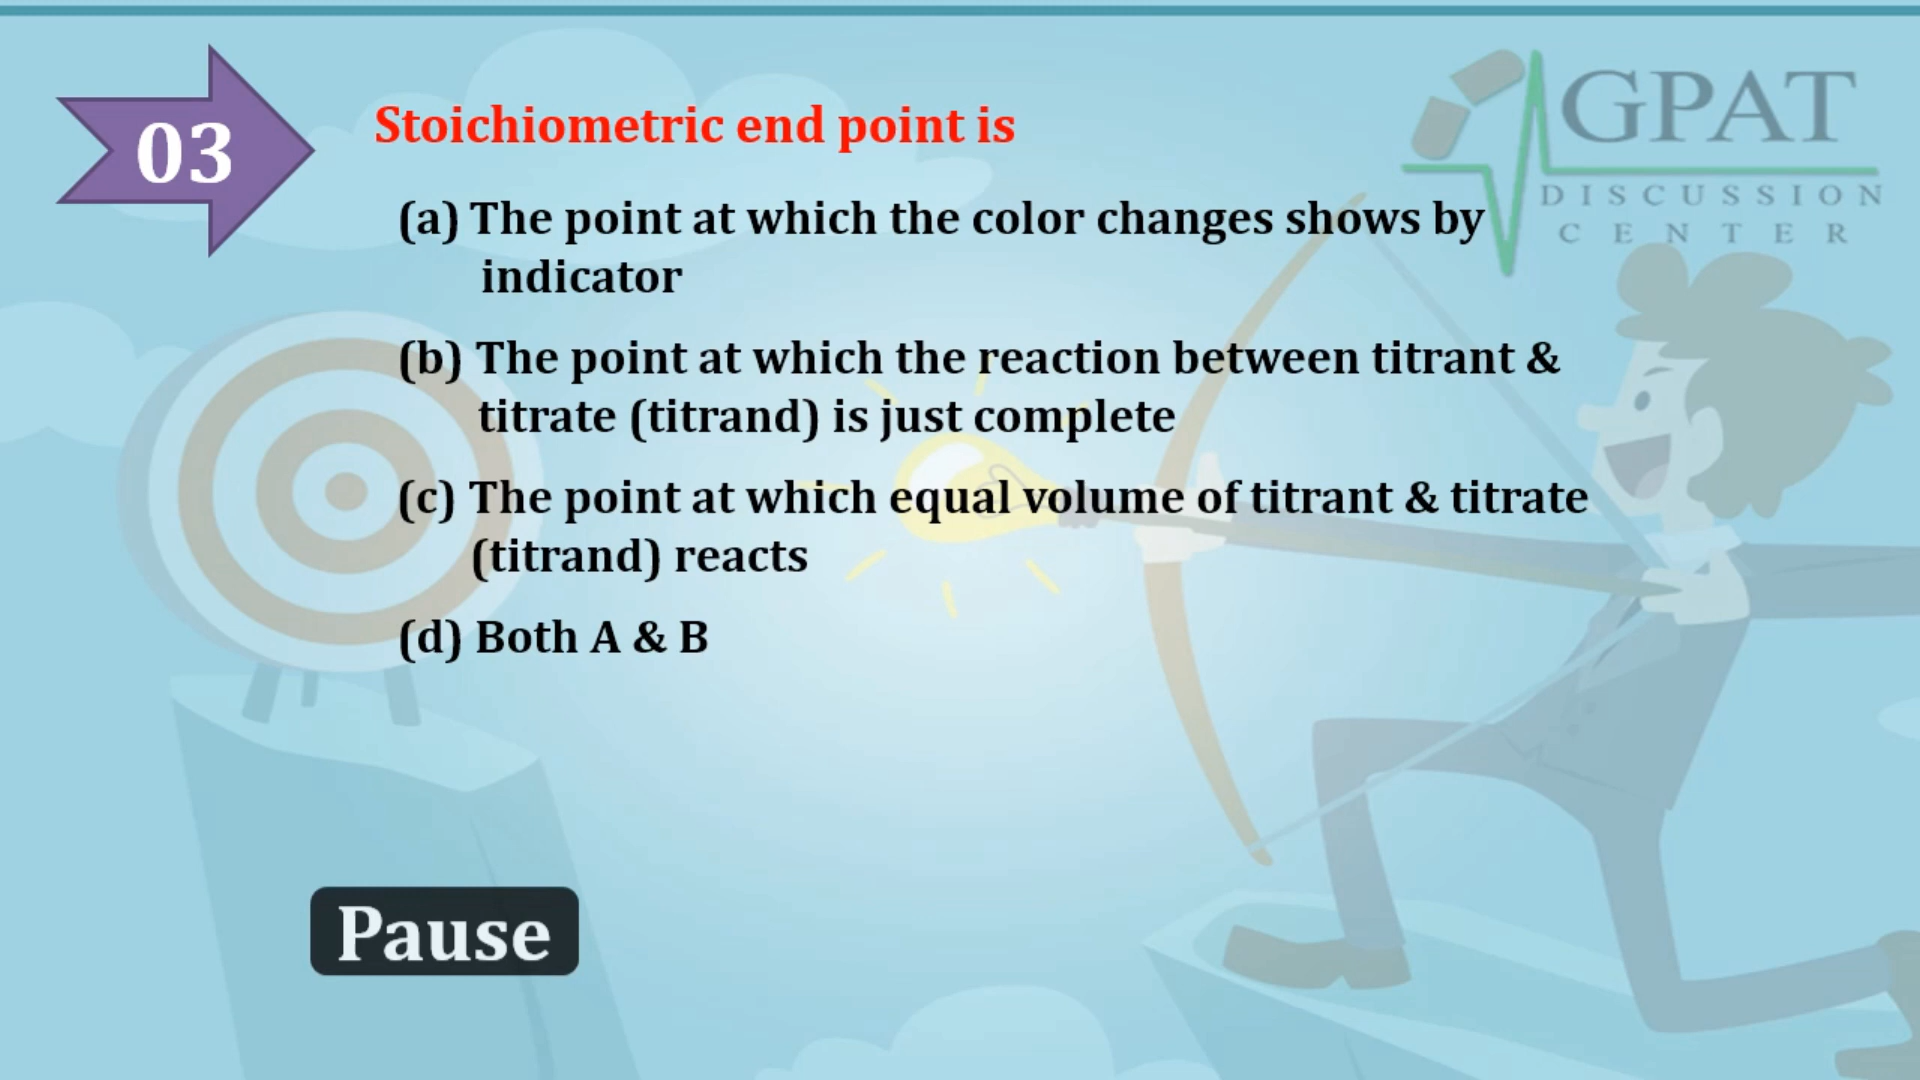 03
Stoichiometric end point is
GPAT
DISCUSSION
CENTER
(a) The point at which the color changes shows by
indicator
(b) The point at which the reaction between titrant &
titrate (titrand) is just complete
(c) The point at which equal volume of titrant & titrate
(titrand) reacts
(d) Both A & B
Pause